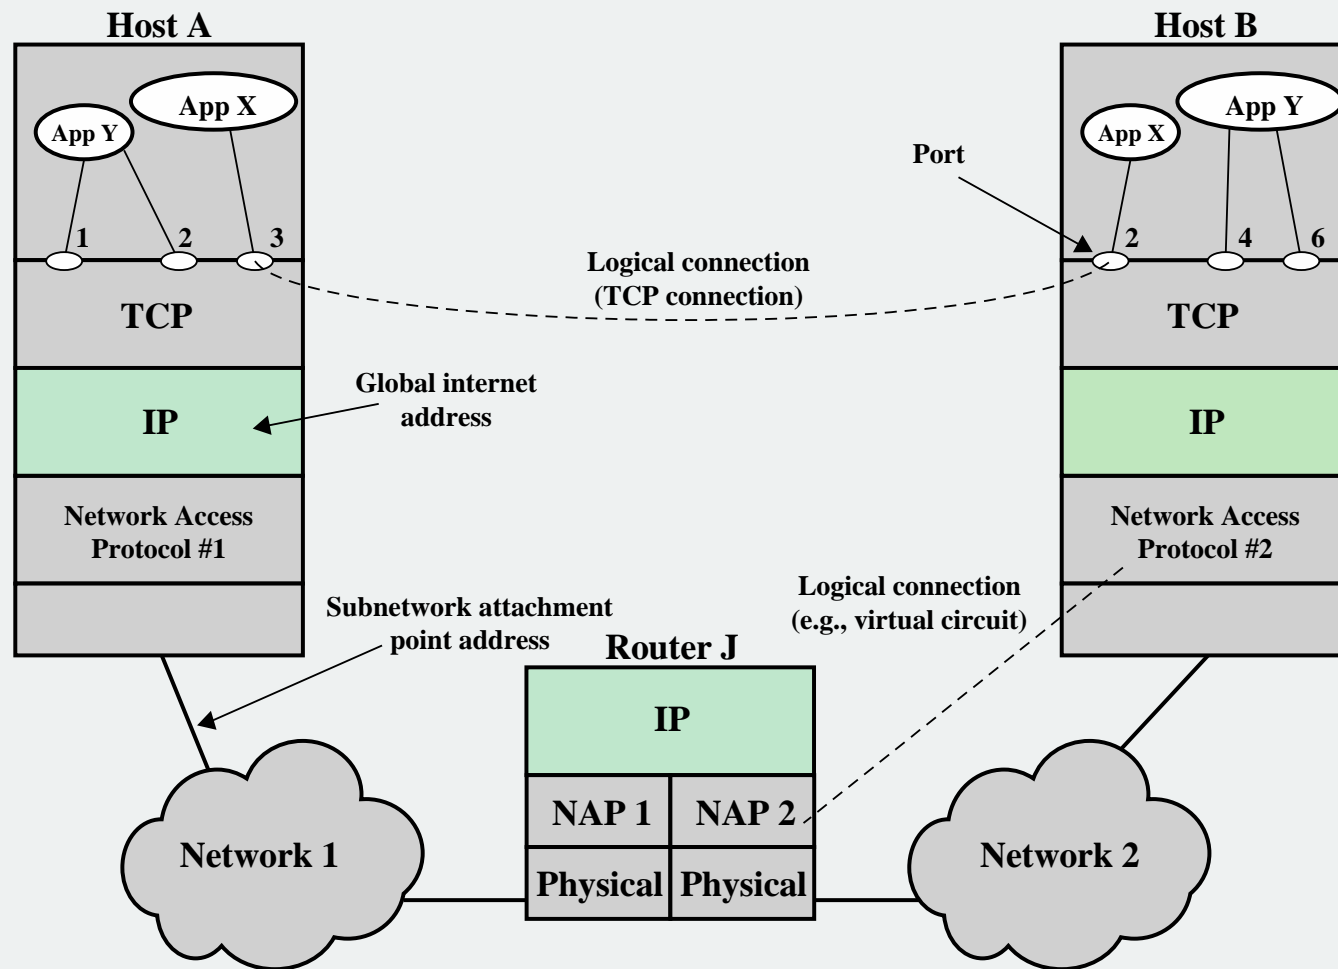 Host A
App Y
App X
1
2
3
TCP
IP
Network Access
Protocol #1
Host B
App X
App Y
Port
2
4
6
TCP
IP
Network Access
Protocol #2
Logical connection
(TCP connection)
Global internet
address
Subnetwork attachment
point address
Logical connection
(e.g., virtual circuit)
Router J
IP
NAP 1
NAP 2
Physical
Physical
Network 1
Network 2